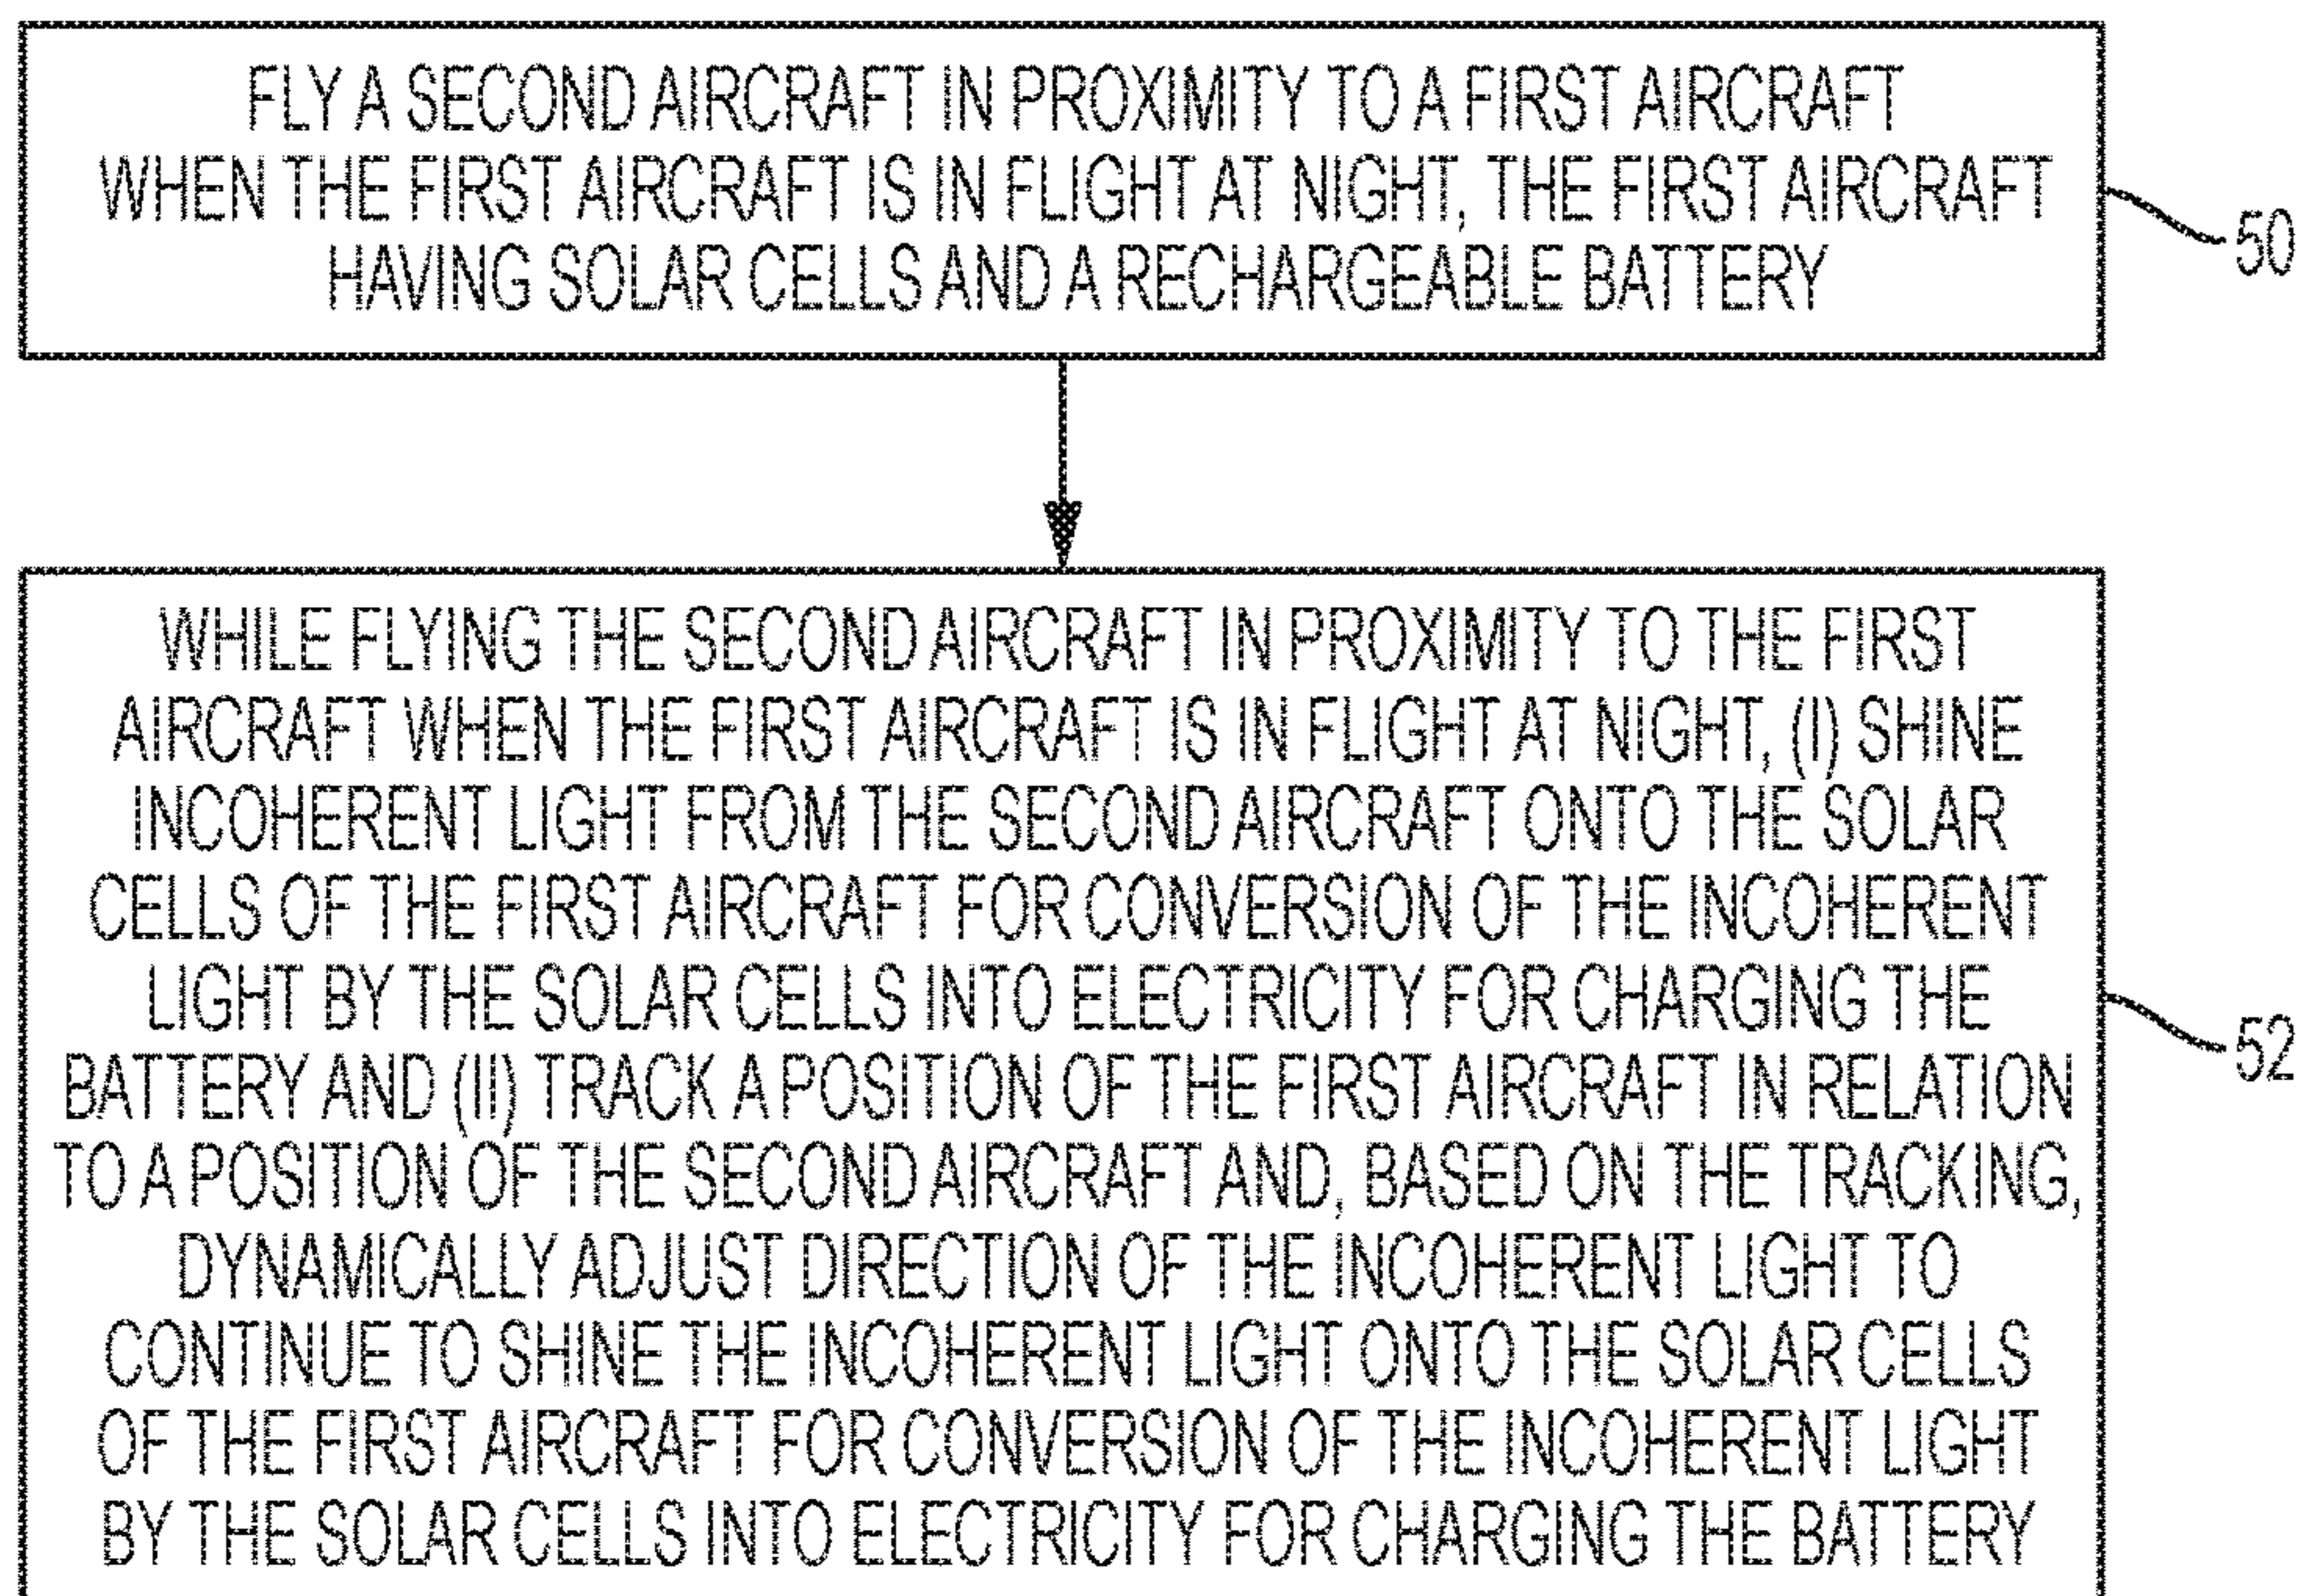 FLY A SECOND AIRCRAFT IN PROXIMITY TO A FIRST AIRCRAFT
WHEN THE FIRST AIRCRAFT IS IN FLIGHT AT NIGHT, THE FIRST AIRCRAFT
HAVING SOLAR CELLS AND A RECHARGEABLE BATTERY
50
WHILE FLYING THE SECOND AIRCRAFT IN PROXIMITY TO THE FIRST
AIRCRAFT WHEN THE FIRST AIRCRAFT IS IN FLIGHT AT NIGHT, (I) SHINE
INCOHERENT LIGHT FROM THE SECOND AIRCRAFT ONTO THE SOLAR
CELLS OF THE FIRST AIRCRAFT FOR CONVERSION OF THE INCOHERENT
LIGHT BY THE SOLAR CELLS INTO ELECTRICITY FOR CHARGING THE
BATTERY AND (II) TRACK A POSITION OF THE FIRST AIRCRAFT IN RELATION
TO A POSITION OF THE SECOND AIRCRAFT AND, BASED ON THE TRACKING,
DYNAMICALLY ADJUST DIRECTION OF THE INCOHERENT LIGHT TO
CONTINUE TO SHINE THE INCOHERENT LIGHT ONTO THE SOLAR CELLS
OF THE FIRST AIRCRAFT FOR CONVERSION OF THE INCOHERENT LIGHT
BY THE SOLAR CELLS INTO ELECTRICITY FOR CHARGING THE BATTERY
52